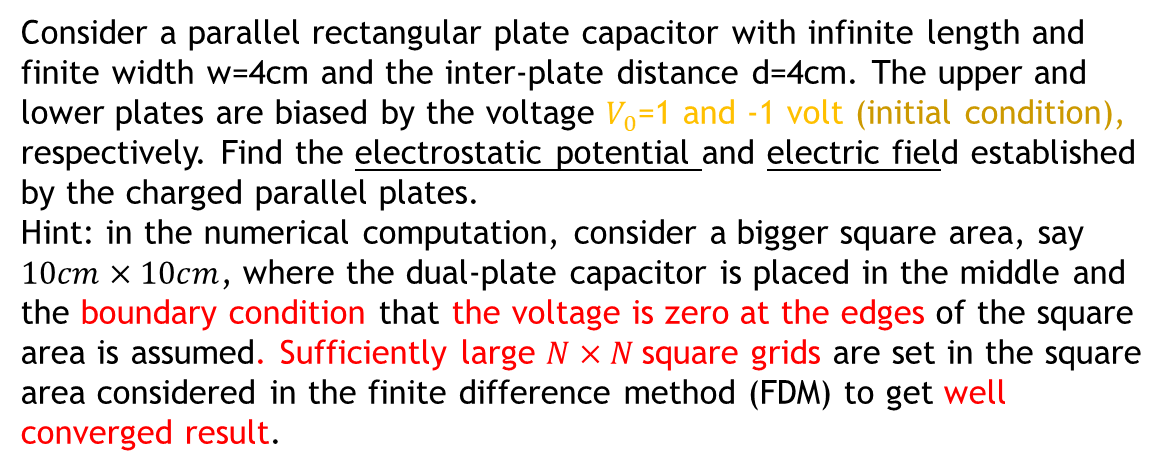 Consider a parallel rectangular plate capacitor with infinite length and
finite width w=4cm and the inter-plate distance d=4cm. The upper and
lower plates are biased by the voltage V₀=1 and -1 volt (initial condition),
respectively. Find the electrostatic potential and electric field established
by the charged parallel plates.
Hint: in the numerical computation, consider a bigger square area, say
10cm × 10cm, where the dual-plate capacitor is placed in the middle and
the boundary condition that the voltage is zero at the edges of the square
area is assumed. Sufficiently large N × N square grids are set in the square
area considered in the finite difference method (FDM) to get well
converged result.